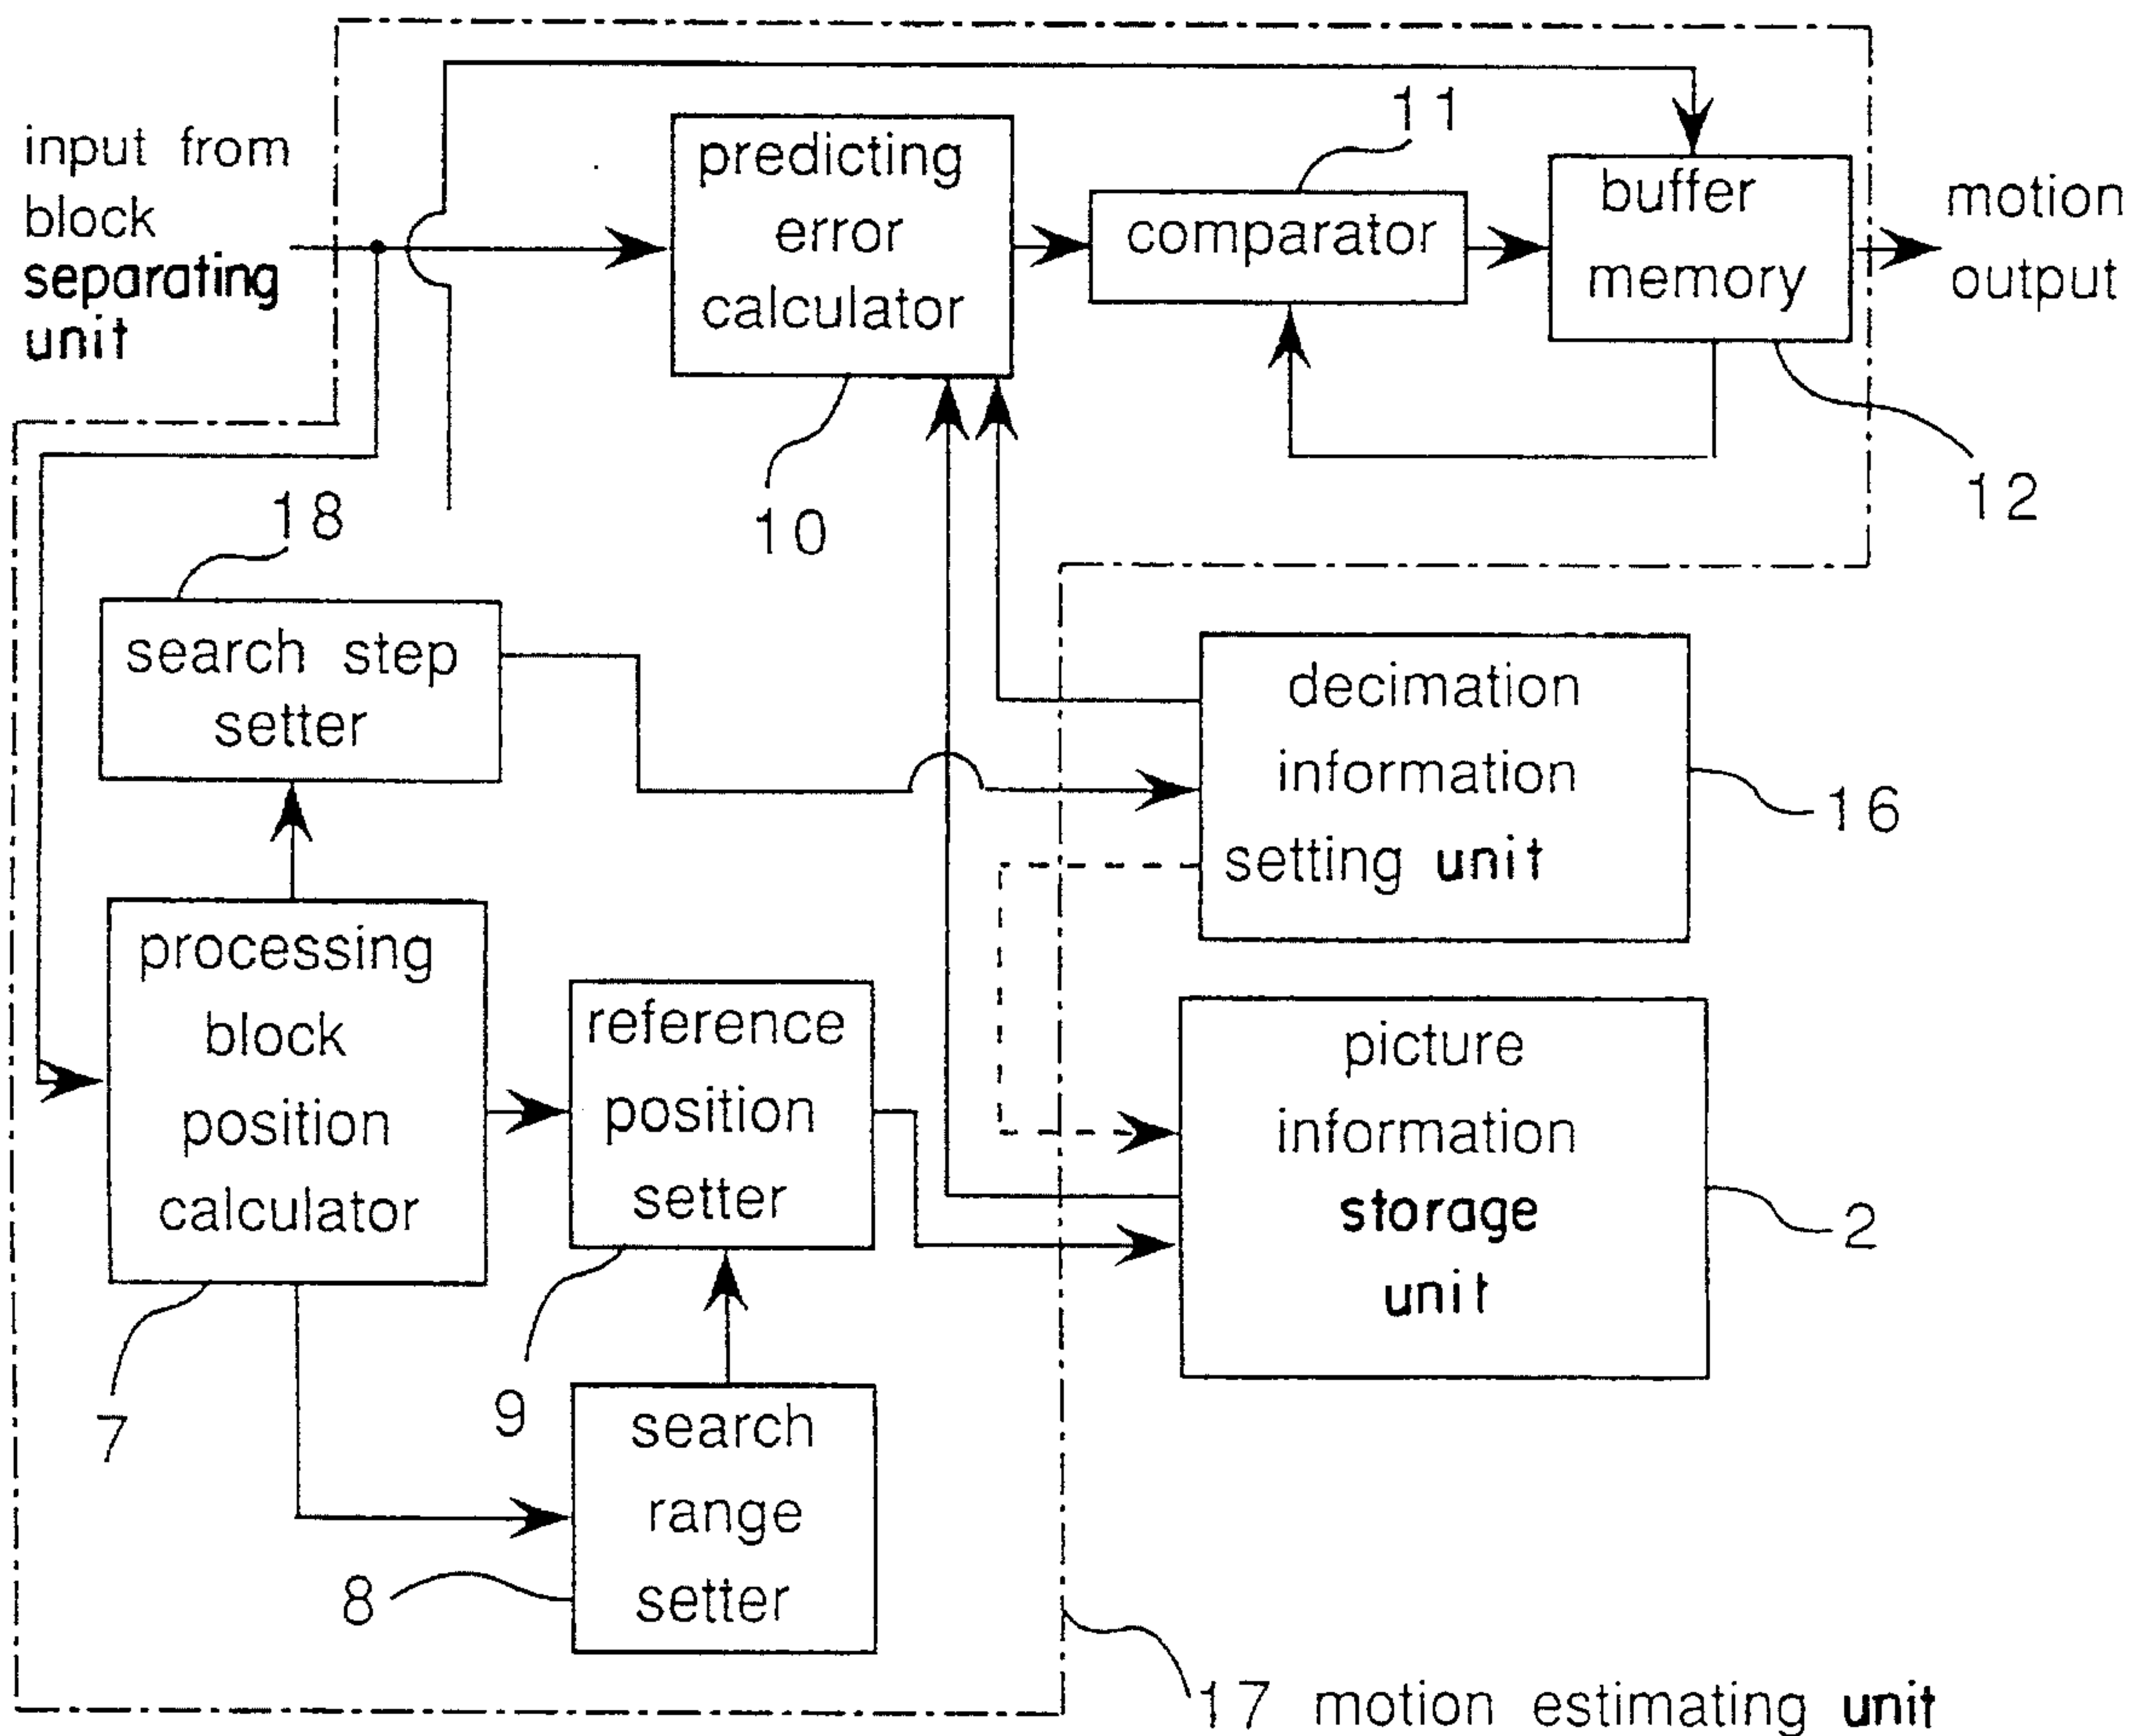 input from
block
separating
unit
predicting
error
calculator
10
11
comparator
buffer
memory
12
motion
output
18
search step
setter
decimation
information
setting unit
16
processing
block
position
calculator
7
reference
position
setter
9
picture
information
storage
unit
2
search
range
setter
8
17 motion estimating unit